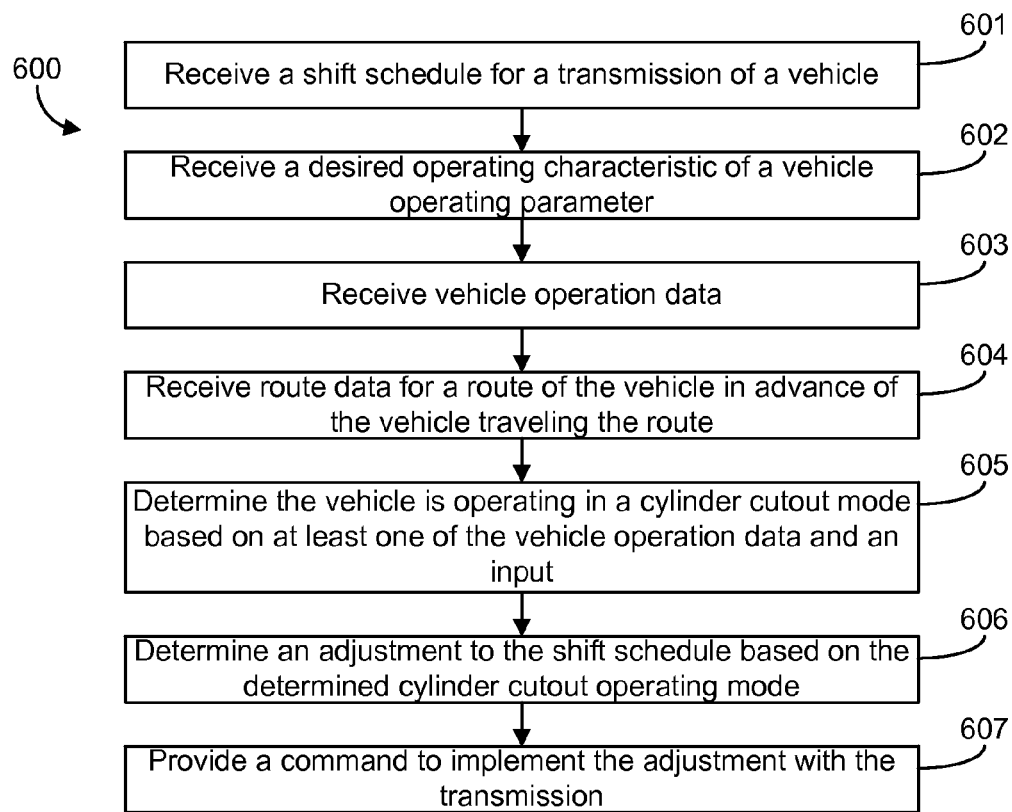 600
601
Receive a shift schedule for a transmission of a vehicle
602
Receive a desired operating characteristic of a vehicle
operating parameter
603
Receive vehicle operation data
604
Receive route data for a route of the vehicle in advance of
the vehicle traveling the route
605
Determine the vehicle is operating in a cylinder cutout mode
based on at least one of the vehicle operation data and an
input
606
Determine an adjustment to the shift schedule based on the
determined cylinder cutout operating mode
607
Provide a command to implement the adjustment with the
transmission